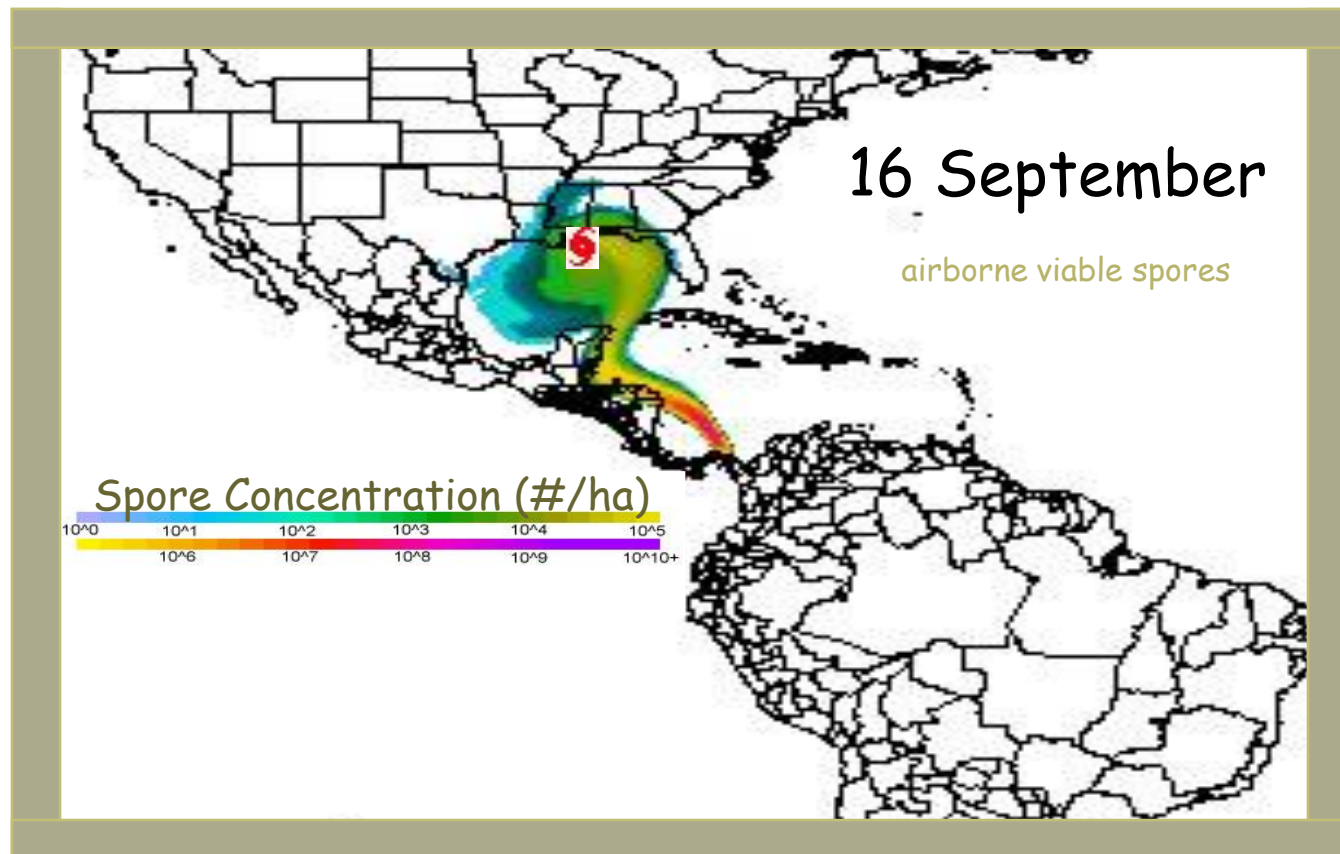 16 September
airborne viable spores
Spore Concentration (#/ha)
10^0 10^1 10^2 10^3 10^4 10^5
10^6 10^7 10^8 10^9 10^10+